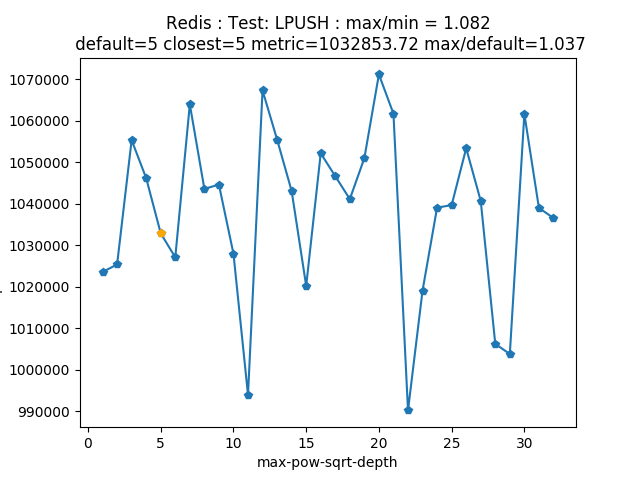 Redis : Test: LPUSH : max/min = 1.082
default=5 closest=5 metric=1032853.72 max/default=1.037
1070000
1060000
1050000
1040000
1030000
1020000
1010000
1000000
990000
0 5 10 15 20 25 30
max-pow-sqrt-depth